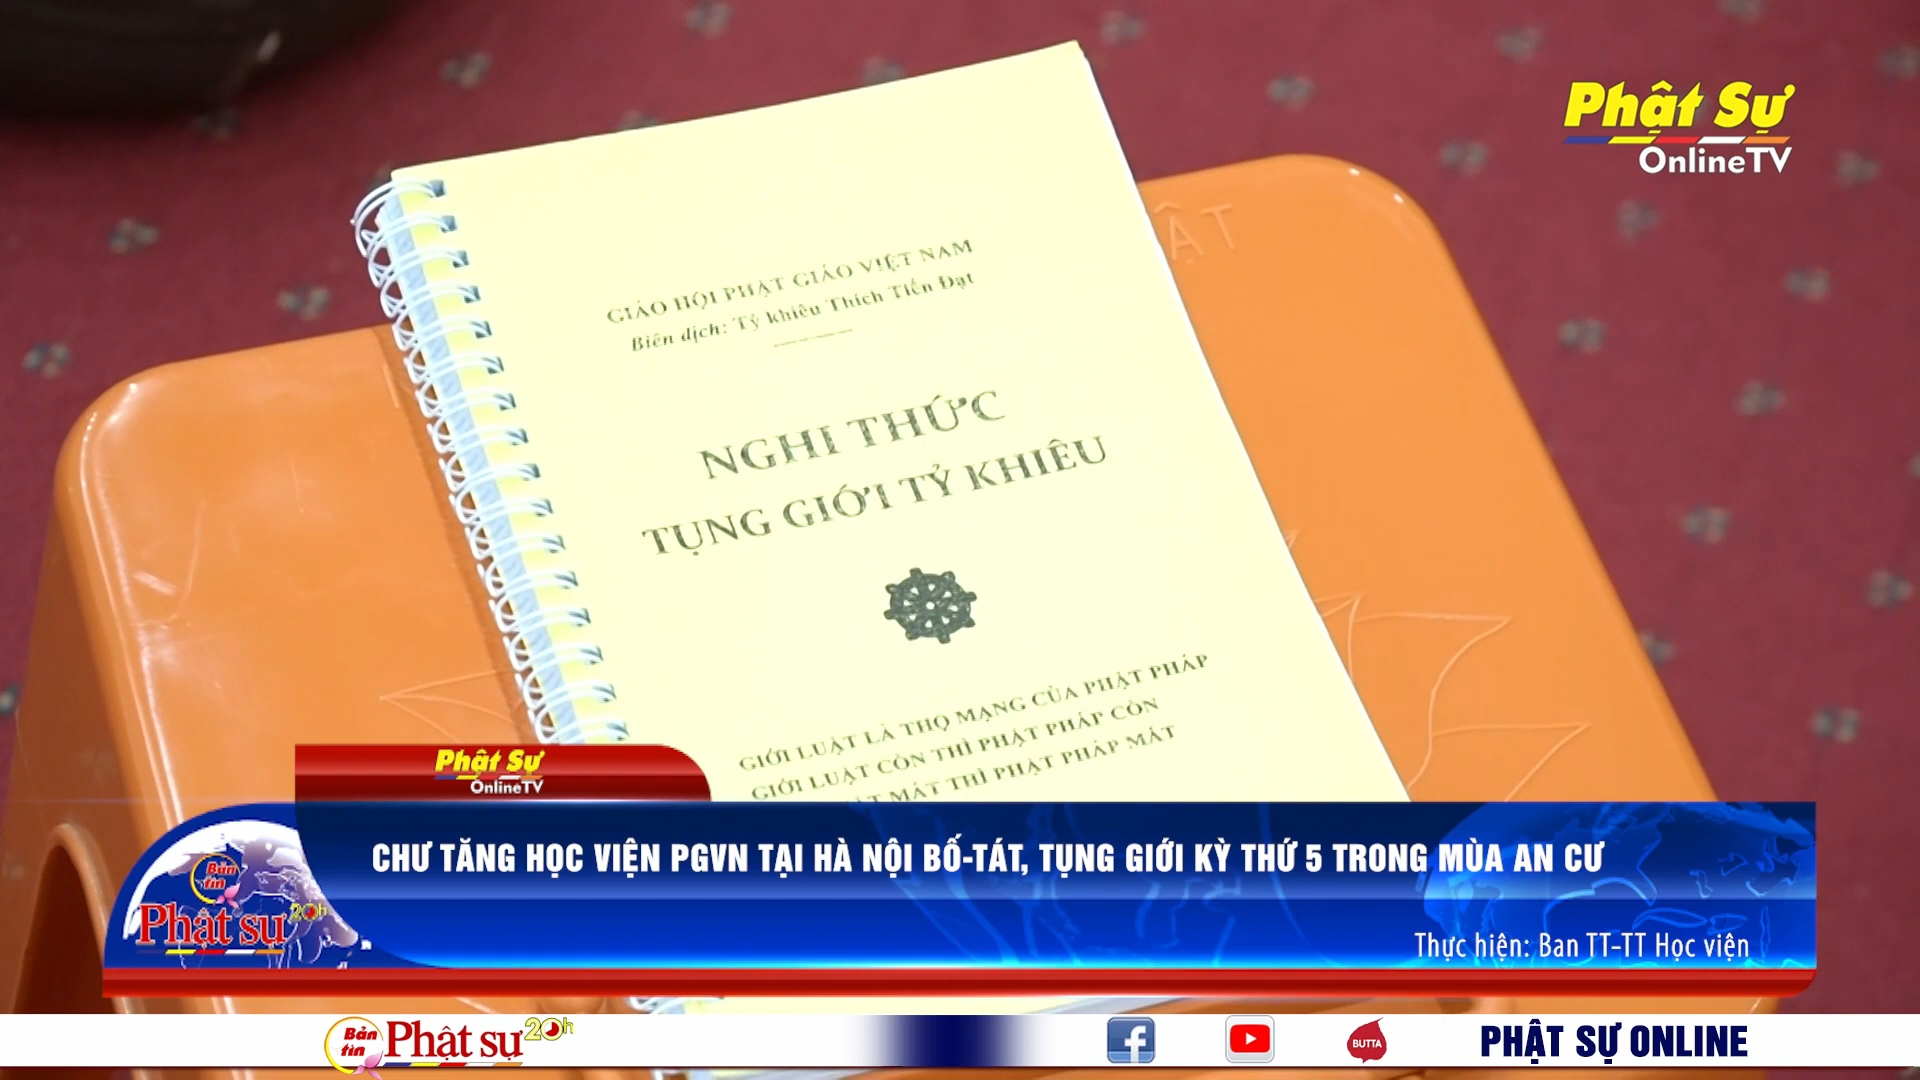 Phật Sự
OnlineTV
ẬT
GIÁO HỘI PHẬT GIÁO VIỆT NAM
Biên dịch: Tỷ khiêu Thích Tiến Đạt
NGHI THỨC
TỤNG GIỚI TỲ KHIÊU
GIỚI LUẬT LÀ THỌ MẠNG CỦA PHẬT PHÁP
GIỚI LUẬT CÒN THÌ PHẬT PHÁP CÒN
MẤT THÌ PHẬT PHÁP MẤT
Phật Sự
OnlineTV
CHƯ TĂNG HỌC VIỆN PGVN TẠI HÀ NỘI BỐ-TÁT, TỤNG GIỚI KỲ THỨ 5 TRONG MÙA AN CƯ
Bản tin
Phật sự 20h
Thực hiện: Ban TT-TT Học viện
Bản tin Phật sự 20h
BUTTA
PHẬT SỰ ONLINE